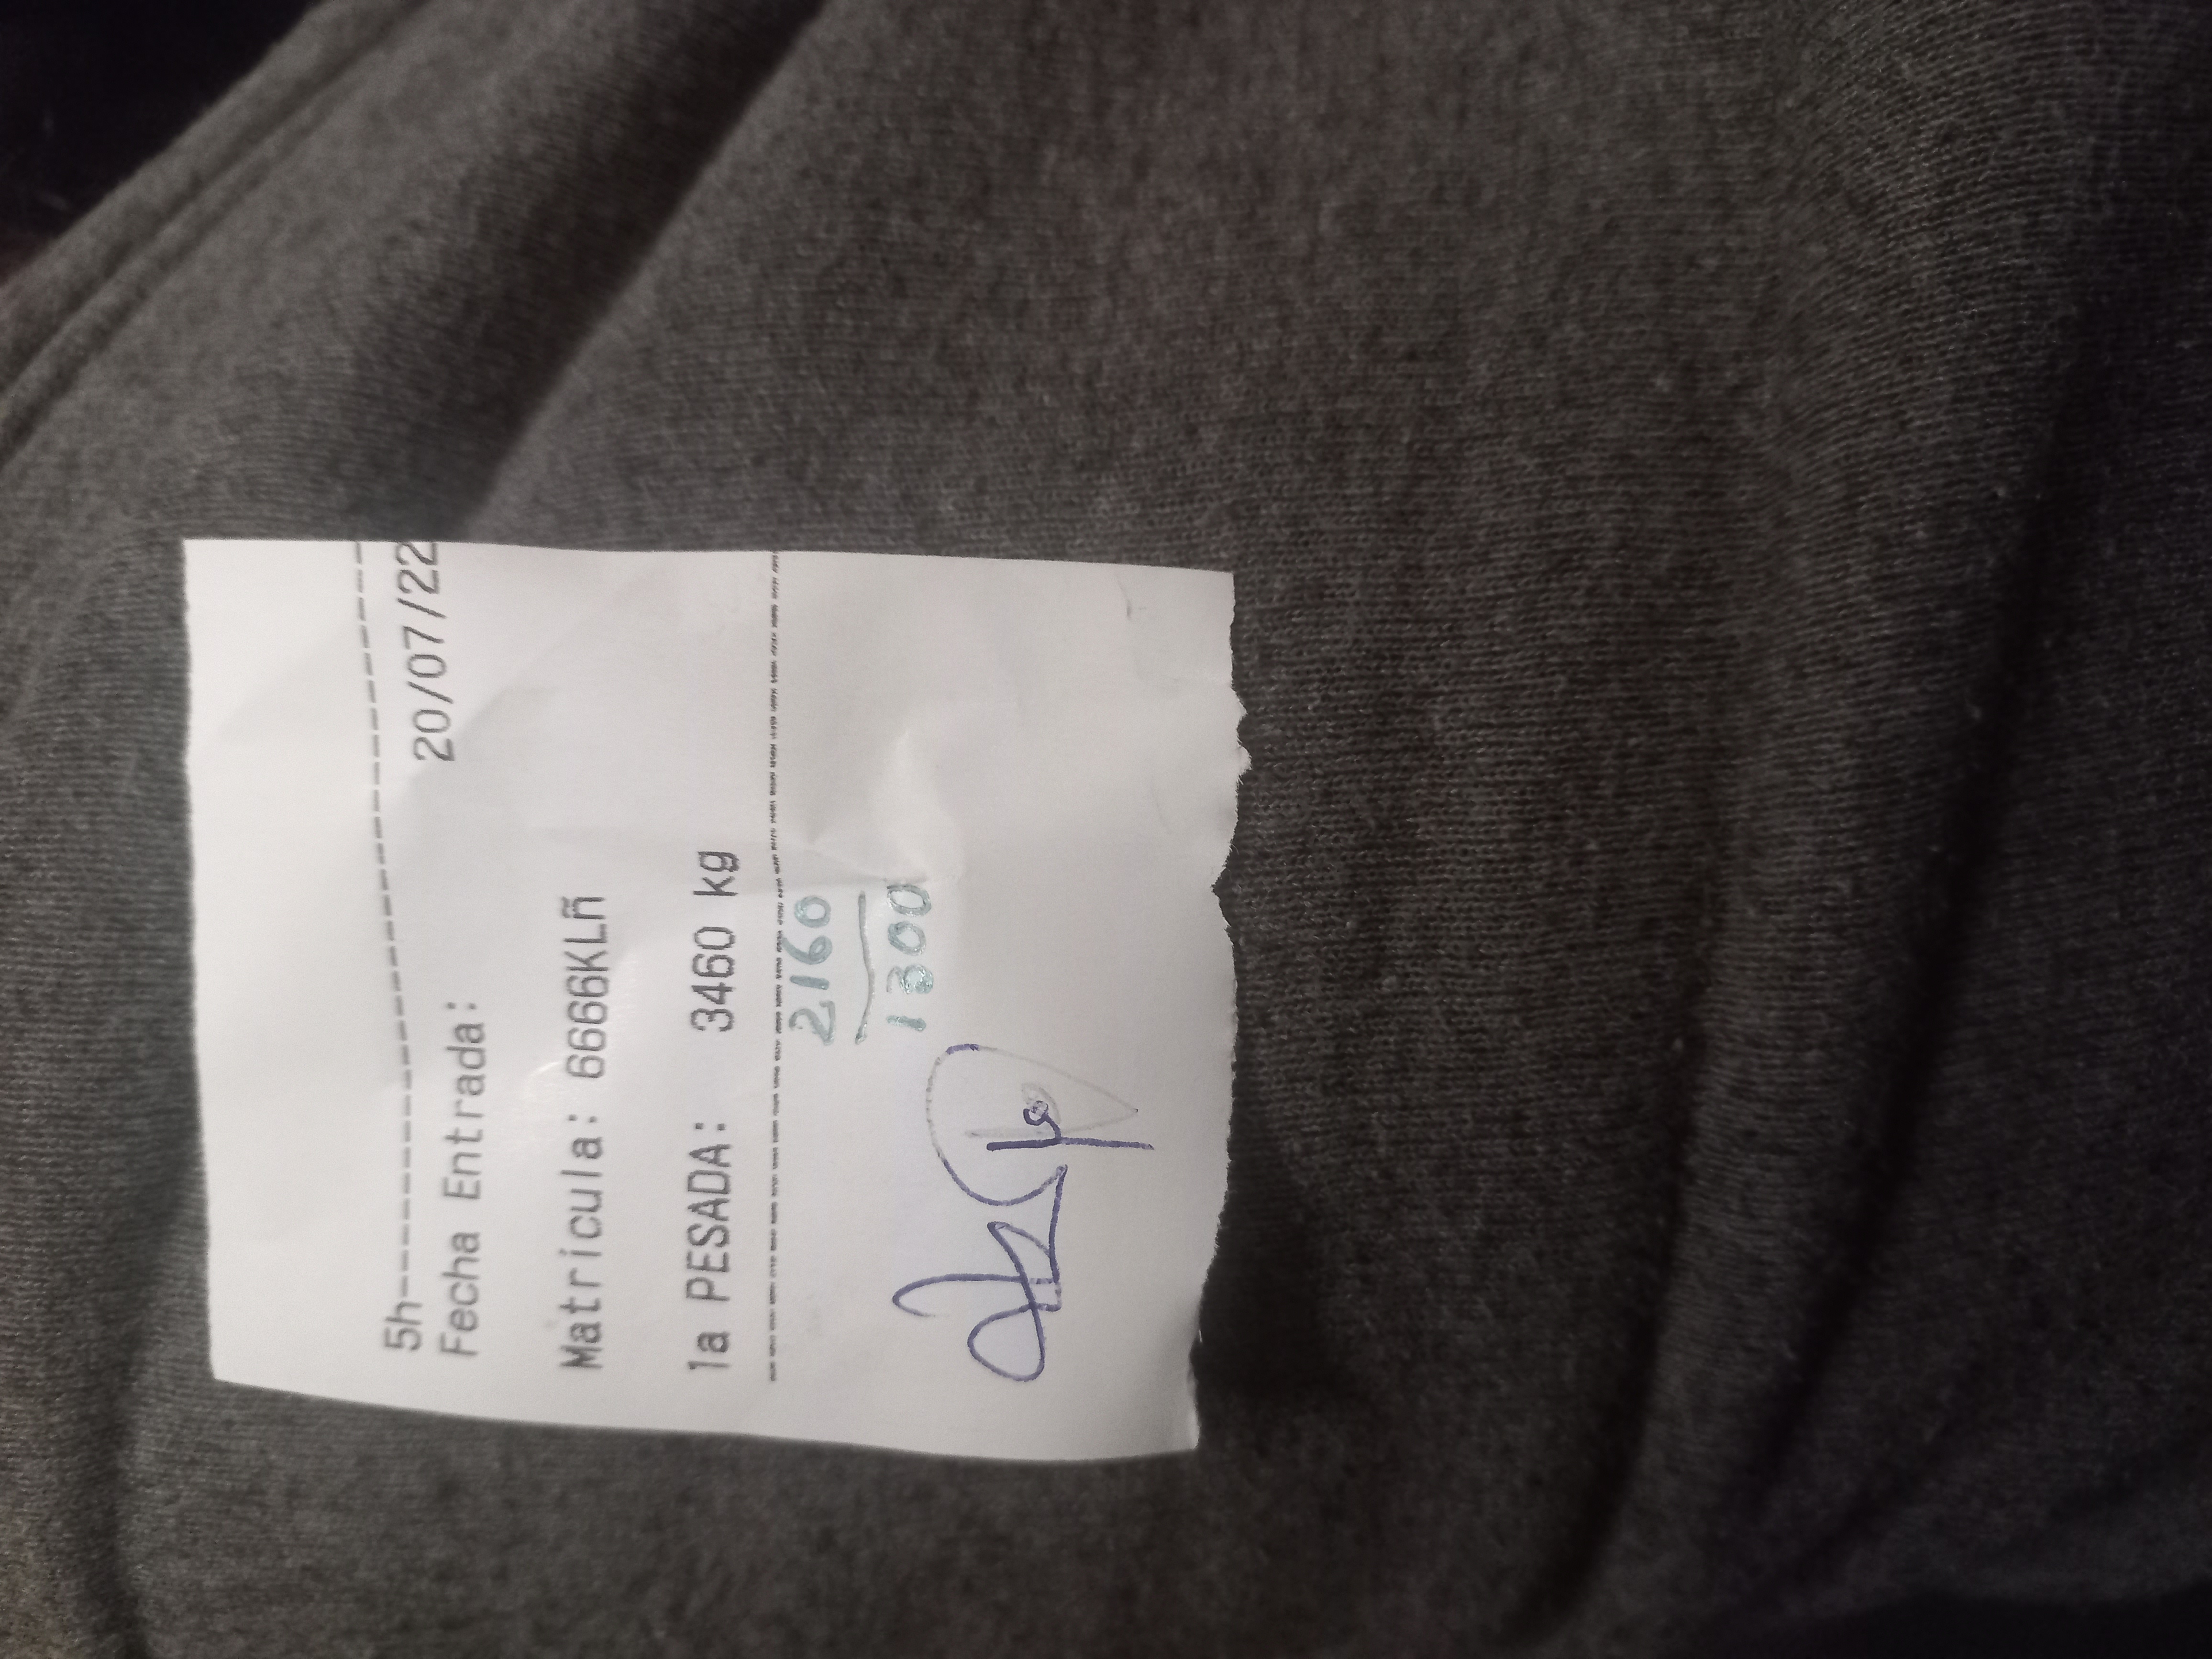 5h------------------------
Fecha Entrada: 20/07/22
Matricula: 6666KLñ
1a PESADA: 3460 kg
--------------------------
2160
1300